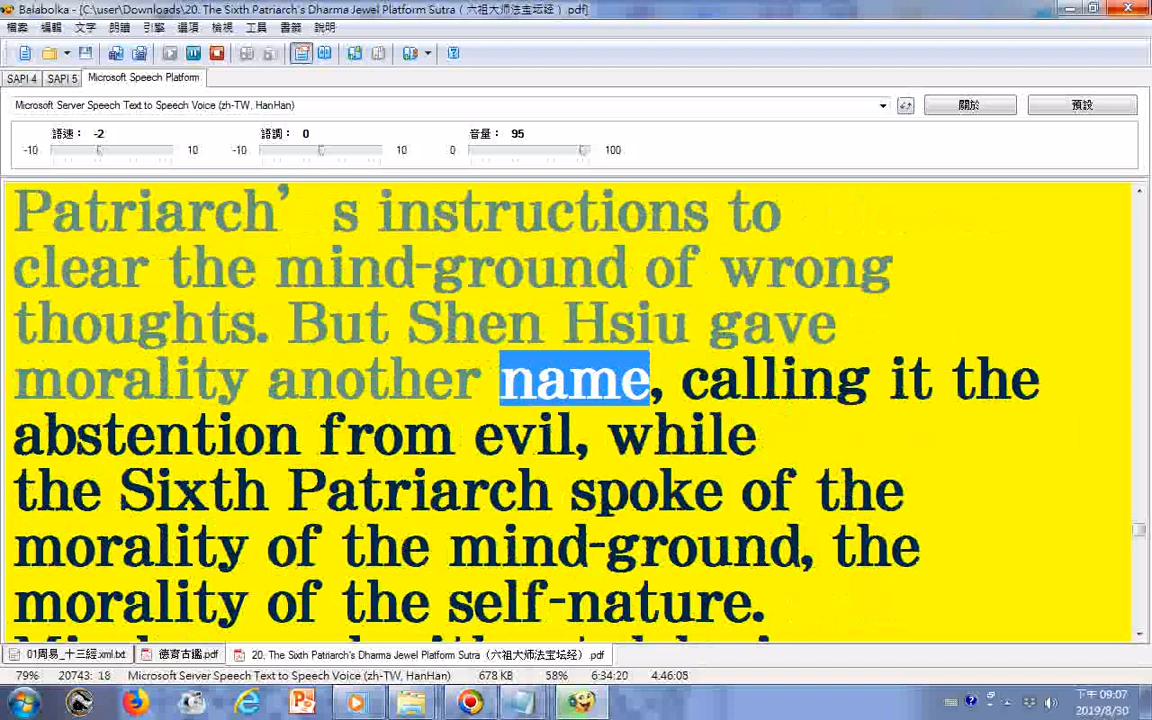 Balabolka - [C:\user\Downloads\20. The Sixth Patriarch's Dharma Jewel Platform Sutra（六祖大师法宝坛经）.pdf]
檔案 編輯 文字 朗讀 引擎 選項 檢視 工具 書籤 說明
SAPI 4 SAPI 5 Microsoft Speech Platform
Microsoft Server Speech Text to Speech Voice (zh-TW, HanHan) 關於 預設
語速： -2 語調： 0 音量： 95
-10 10 -10 10 0 100
Patriarch’s instructions to
clear the mind-ground of wrong
thoughts. But Shen Hsiu gave
morality another name, calling it the
abstention from evil, while
the Sixth Patriarch spoke of the
morality of the mind-ground, the
morality of the self-nature.
01周易_十三經.xml.txt 德育古鑑.pdf 20. The Sixth Patriarch's Dharma Jewel Platform Sutra（六祖大师法宝坛经）.pdf
79% 20743: 18 Microsoft Server Speech Text to Speech Voice (zh-TW, HanHan) 678 KB 58% 6:34:20 4:46:05
下午 09:07
2019/8/30